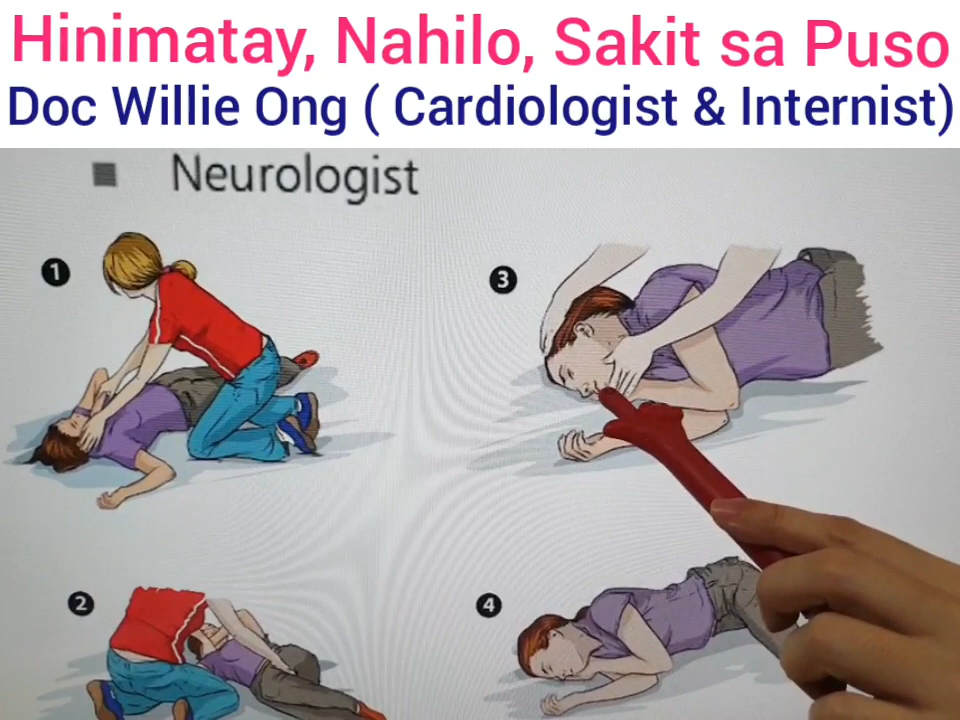 Hinimatay, Nahilo, Sakit sa Puso
Doc Willie Ong ( Cardiologist & Internist)
Neurologist
1
3
2
4